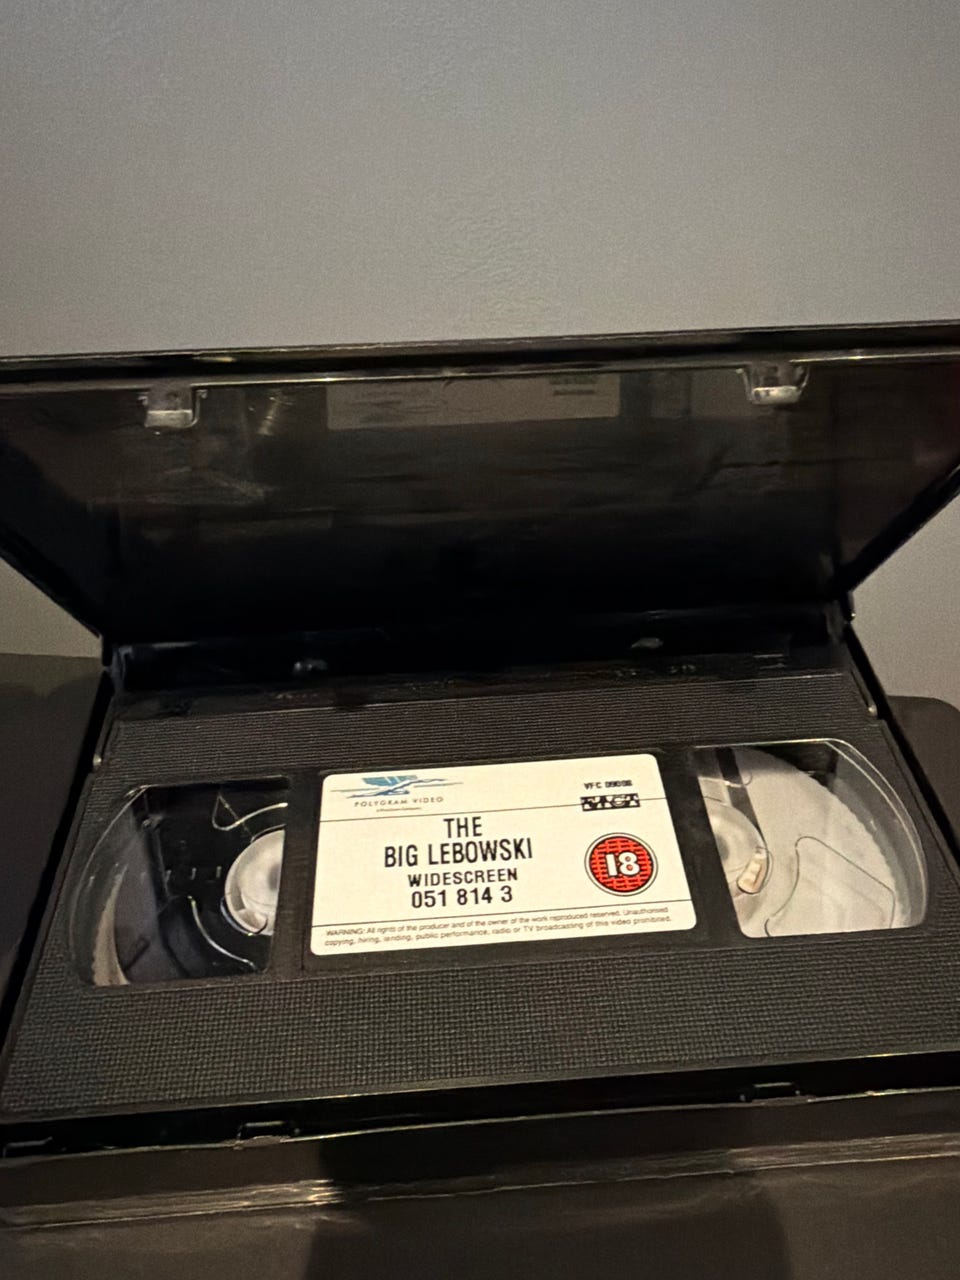 POLYGRAM VIDEO
THE
BIG LEBOWSKI
WIDESCREEN
051 814 3
VFC
18
WARNING: All rights of the producer and of the owner of the work reproduced reserved. Unauthorised
copying, hiring, lending, public performance, radio or TV broadcasting of this video prohibited.